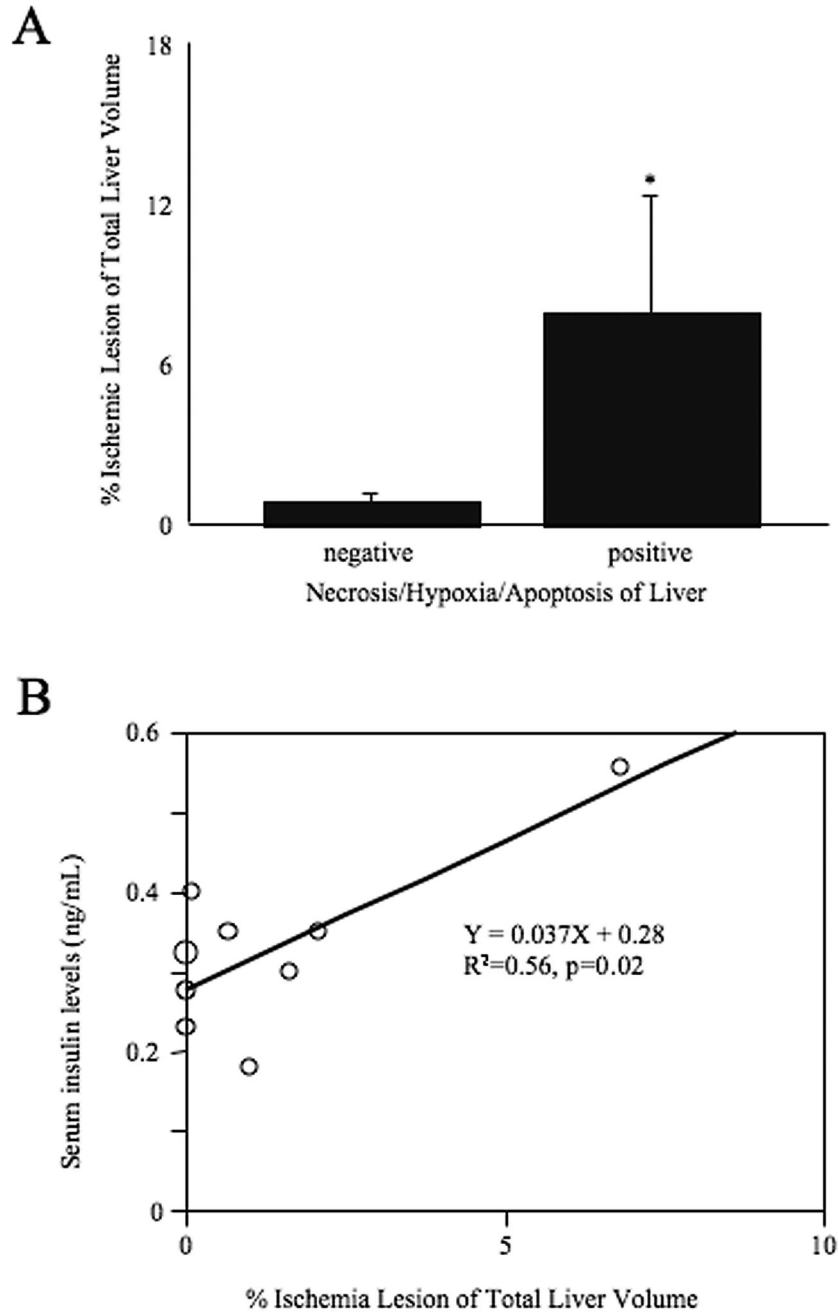 A
% Ischemic Lesion of Total Liver Volume
18
12
6
0
*
negative
positive
Necrosis/Hypoxia/Apoptosis of Liver
B
Serum insulin levels (ng/mL)
0.6
0.4
0.2
0
Y = 0.037X + 0.28
R²=0.56, p=0.02
0
5
10
% Ischemia Lesion of Total Liver Volume